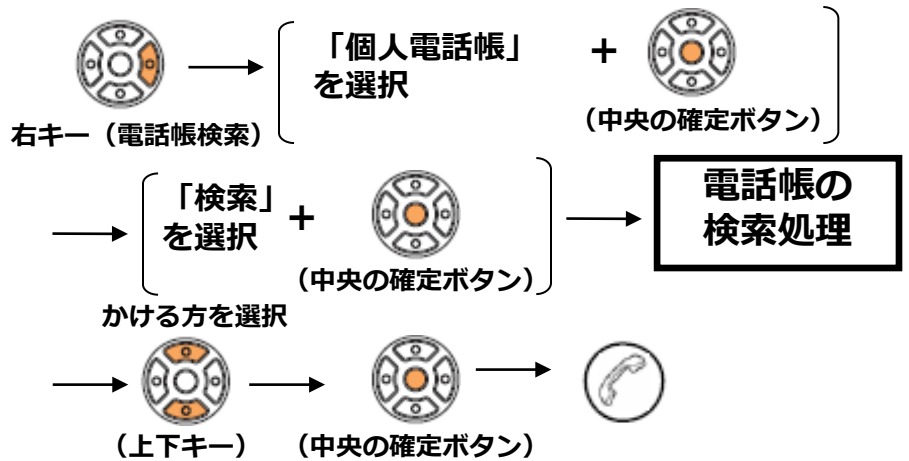 「個人電話帳」
を選択
+
右キー（電話帳検索）
（中央の確定ボタン）
「検索」
を選択
+
（中央の確定ボタン）
電話帳の
検索処理
かける方を選択
（上下キー）
（中央の確定ボタン）